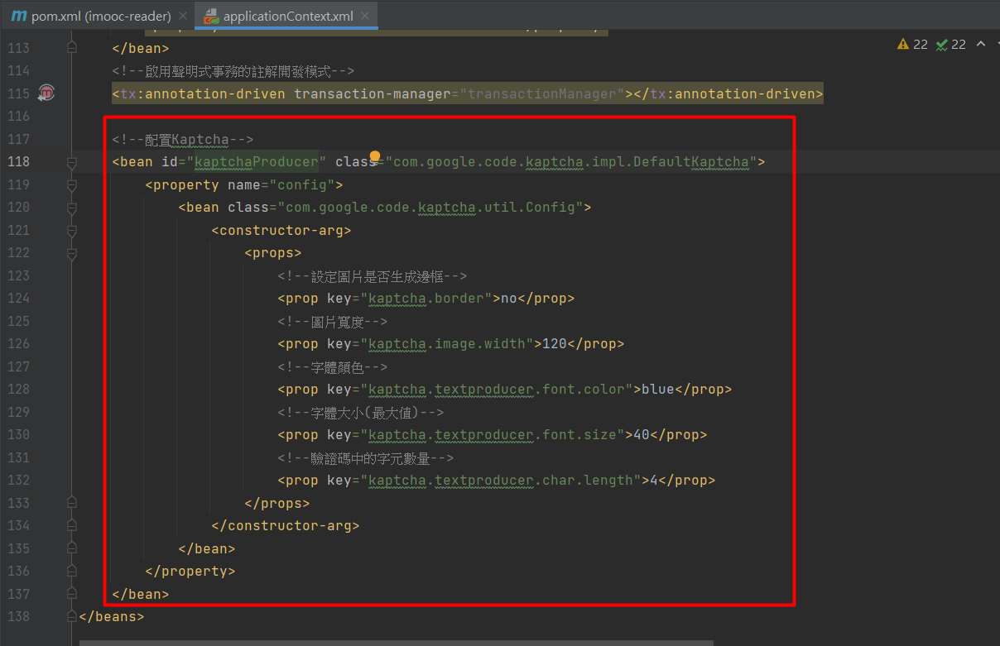 m pom.xml (imooc-reader) × applicationContext.xml ×
22 22
113 </bean>
114 <!--啟用聲明式事務的註解開發模式-->
115 <tx:annotation-driven transaction-manager="transactionManager"></tx:annotation-driven>
116
117 <!--配置Kaptcha-->
118 <bean id="kaptchaProducer" class="com.google.code.kaptcha.impl.DefaultKaptcha">
119 <property name="config">
120 <bean class="com.google.code.kaptcha.util.Config">
121 <constructor-arg>
122 <props>
123 <!--設定圖片是否生成邊框-->
124 <prop key="kaptcha.border">no</prop>
125 <!--圖片寬度-->
126 <prop key="kaptcha.image.width">120</prop>
127 <!--字體顏色-->
128 <prop key="kaptcha.textproducer.font.color">blue</prop>
129 <!--字體大小(最大值)-->
130 <prop key="kaptcha.textproducer.font.size">40</prop>
131 <!--驗證碼中的字元數量-->
132 <prop key="kaptcha.textproducer.char.length">4</prop>
133 </props>
134 </constructor-arg>
135 </bean>
136 </property>
137 </bean>
138 </beans>